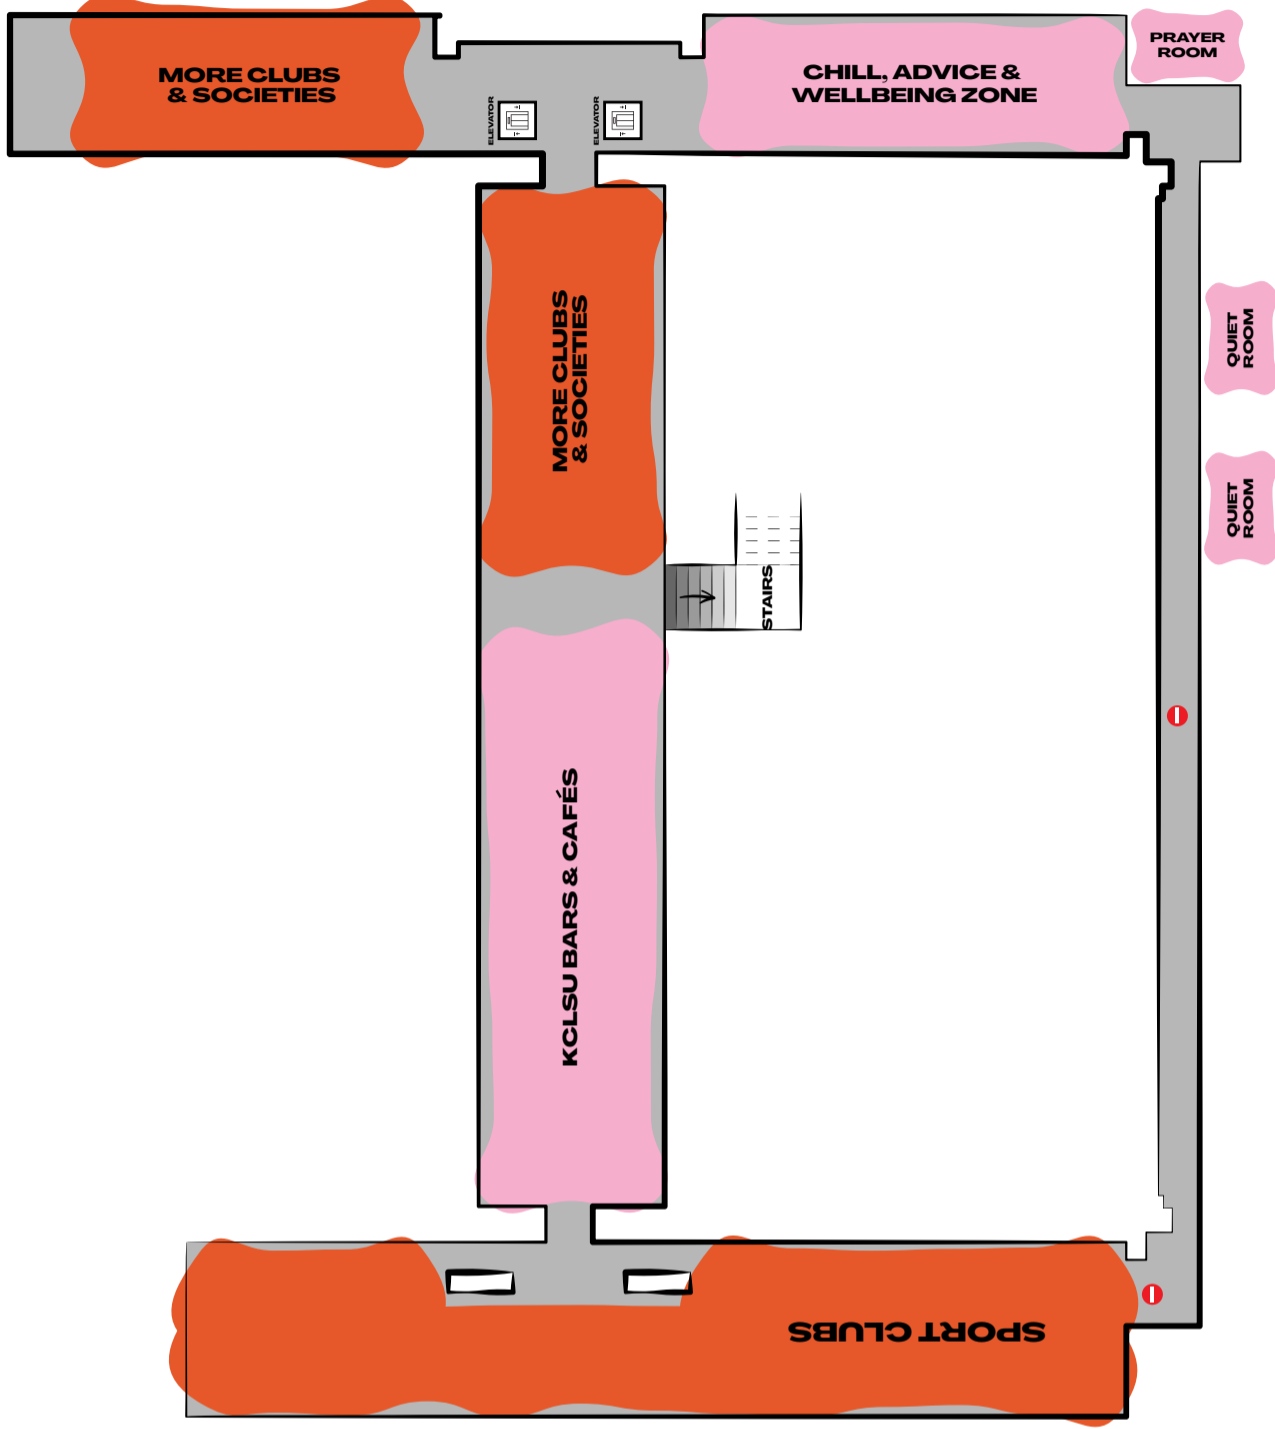 MORE CLUBS
& SOCIETIES
ELEVATOR
ELEVATOR
CHILL, ADVICE &
WELLBEING ZONE
PRAYER
ROOM
MORE CLUBS
& SOCIETIES
QUIET
ROOM
QUIET
ROOM
STAIRS
KCLSU BARS & CAFÉS
SPORT CLUBS